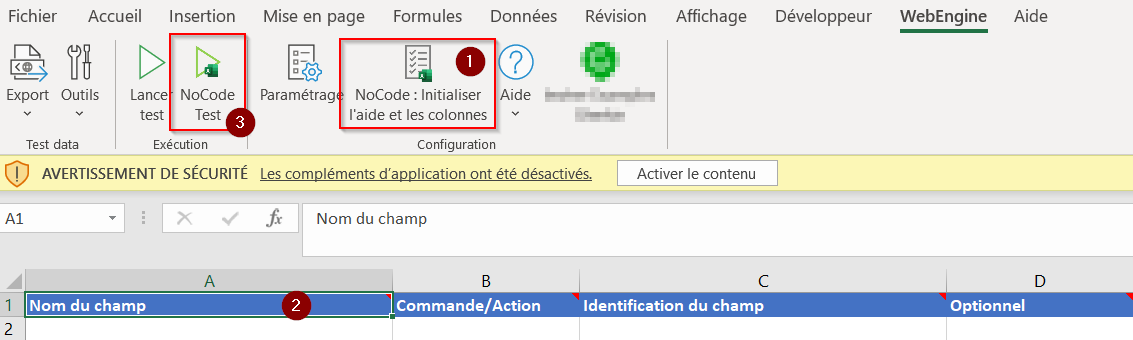 Fichier Accueil Insertion Mise en page Formules Données Révision Affichage Développeur WebEngine Aide
1
Export Outils Lancer test NoCode Test Paramétrage NoCode : Initialiser l'aide et les colonnes Aide
3
Test data Exécution Configuration
AVERTISSEMENT DE SÉCURITÉ Les compléments d'application ont été désactivés. Activer le contenu
A1 fx Nom du champ
A B C D
1 Nom du champ 2 Commande/Action Identification du champ Optionnel
2